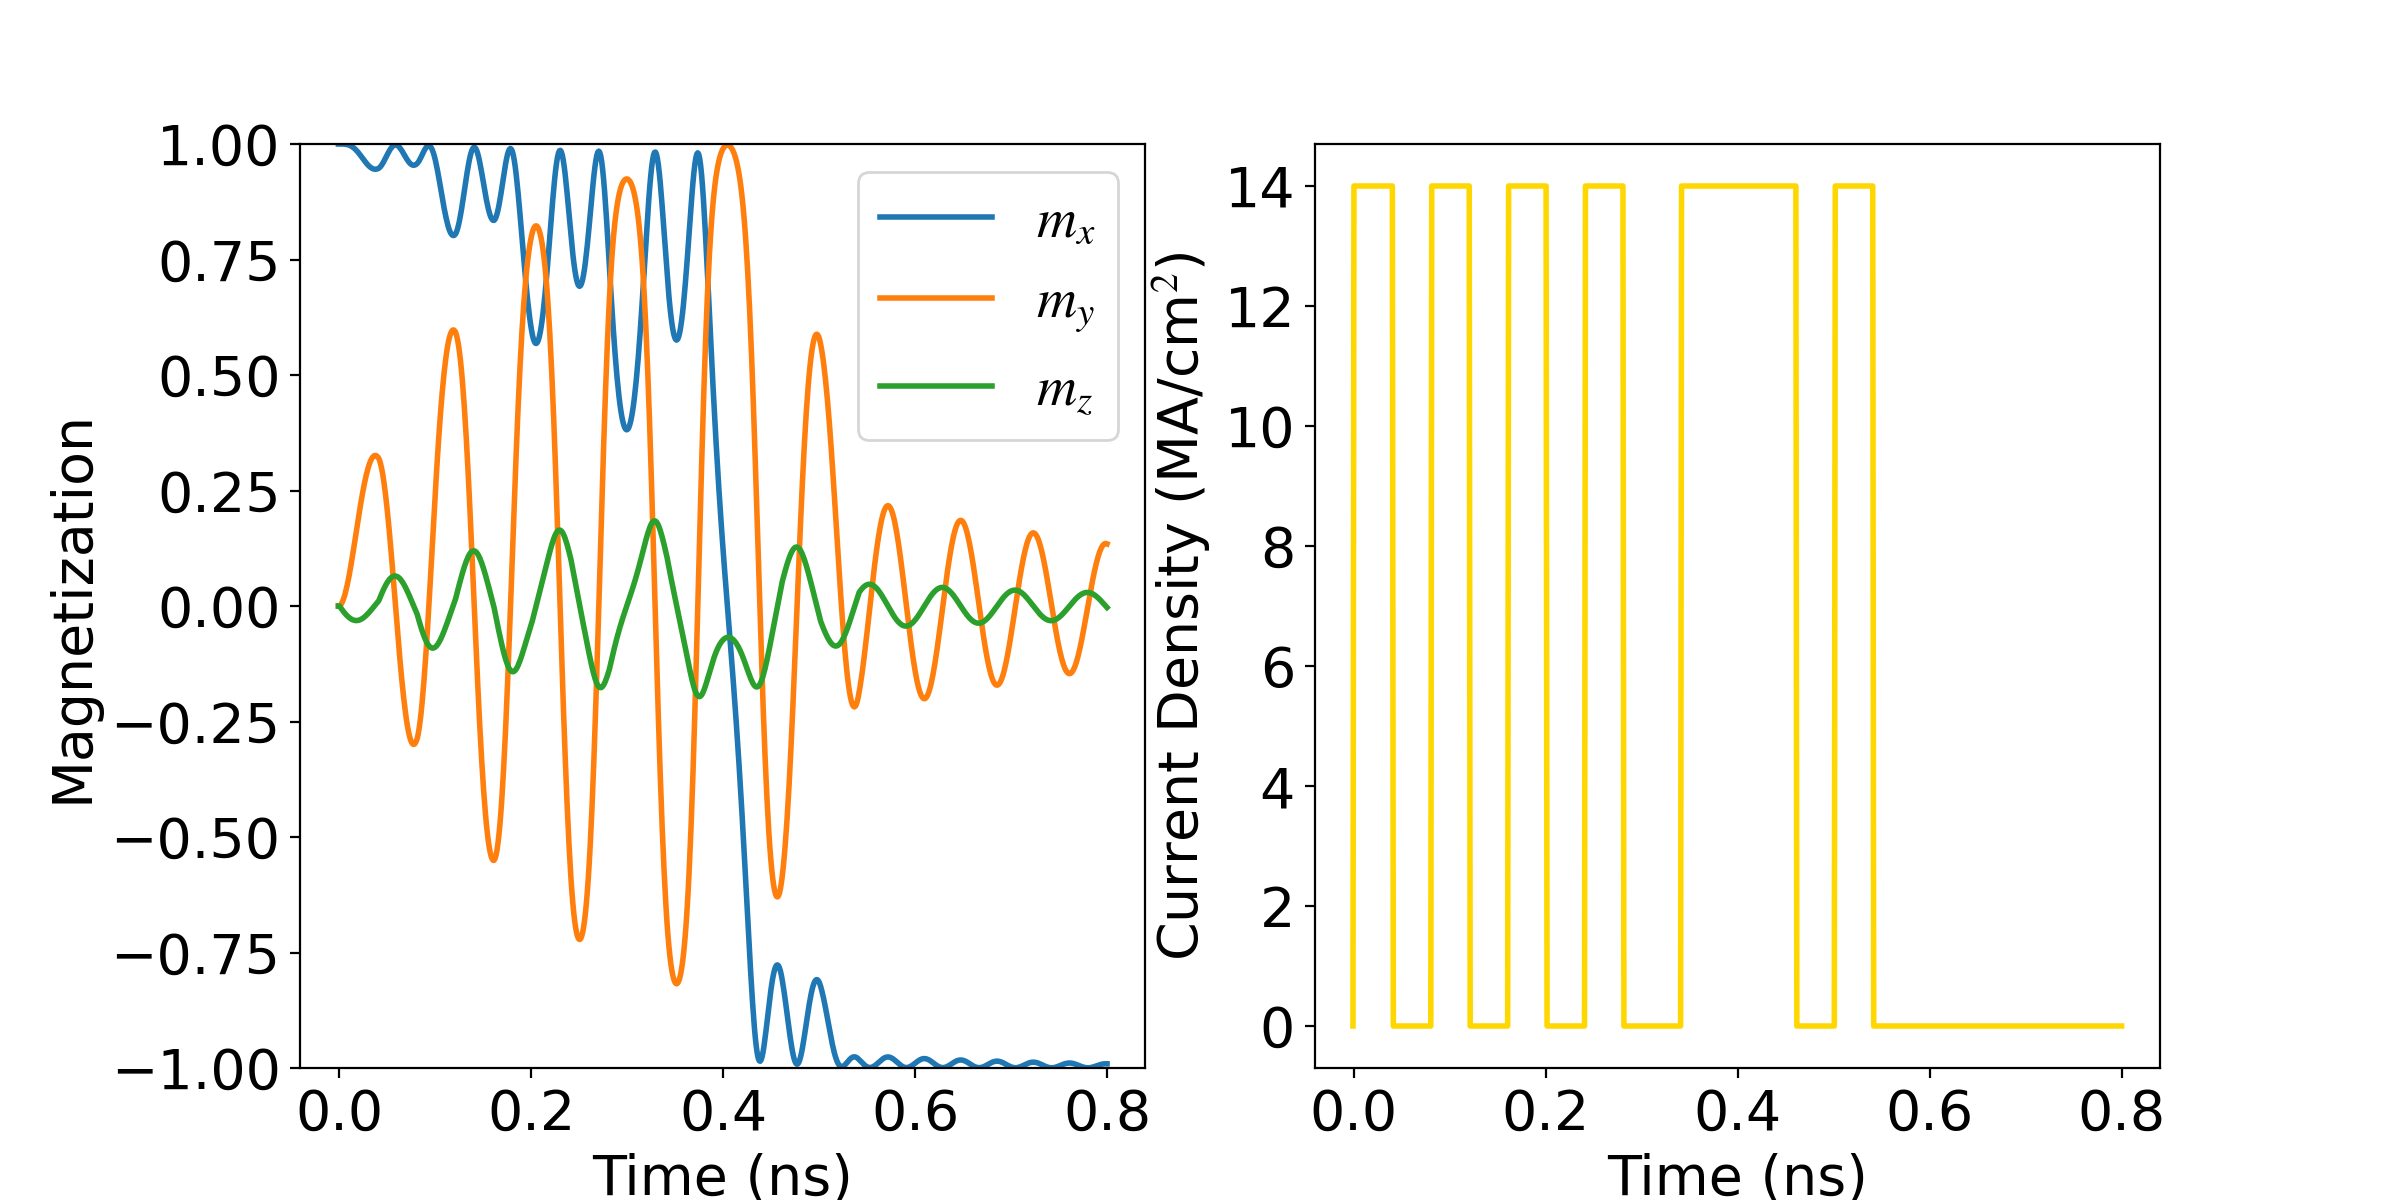 Magnetization
1.00
0.75
0.50
0.25
0.00
−0.25
−0.50
−0.75
−1.00
0.0 0.2 0.4 0.6 0.8
Time (ns)
m_x
m_y
m_z
Current Density (MA/cm²)
14
12
10
8
6
4
2
0
0.0 0.2 0.4 0.6 0.8
Time (ns)